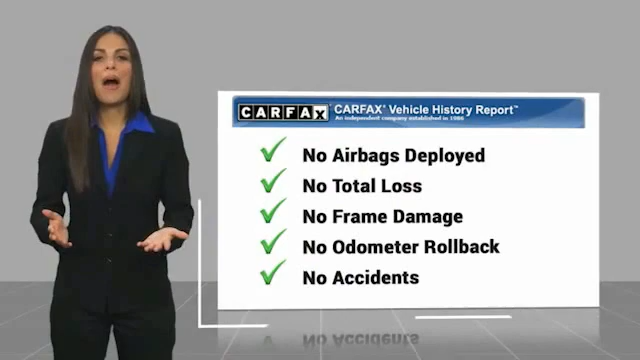 CARFAX CARFAX® Vehicle History Report™
An independent company established in 1986
No Airbags Deployed
No Total Loss
No Frame Damage
No Odometer Rollback
No Accidents